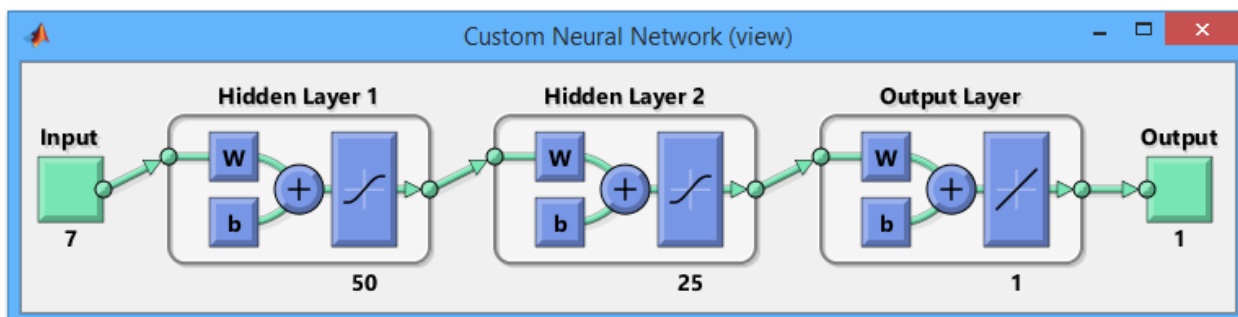 Custom Neural Network (view)
Hidden Layer 1
Hidden Layer 2
Output Layer
Input
Output
W
W
W
+
+
+
b
b
b
7
1
50
25
1